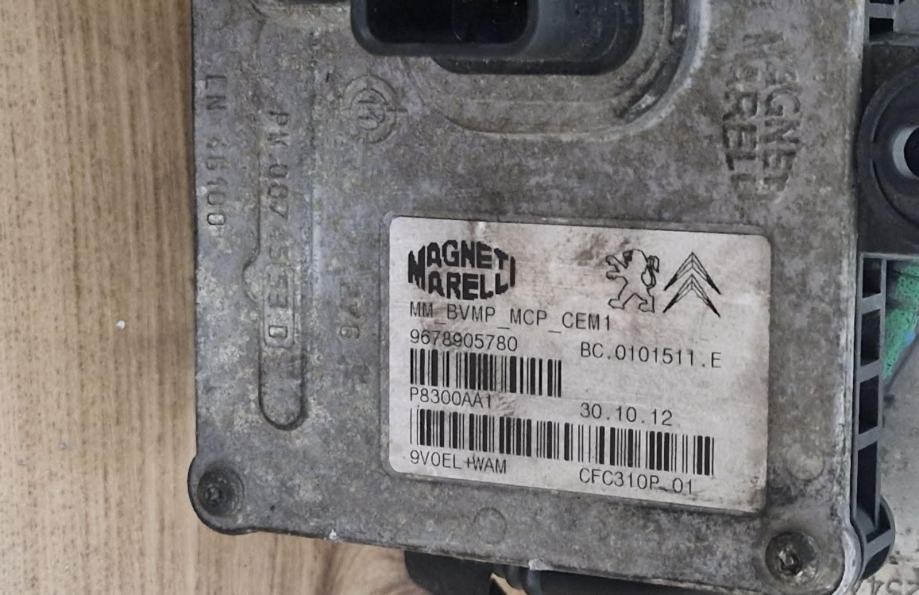 MAGNETI
MARELLI
MM_BVMP_MCP_CEM1
9678905780
BC.0101511.E
P8300AA1
30.10.12
9V0EL+WAM
CFC310P_01
MAGNETI
MARELLI